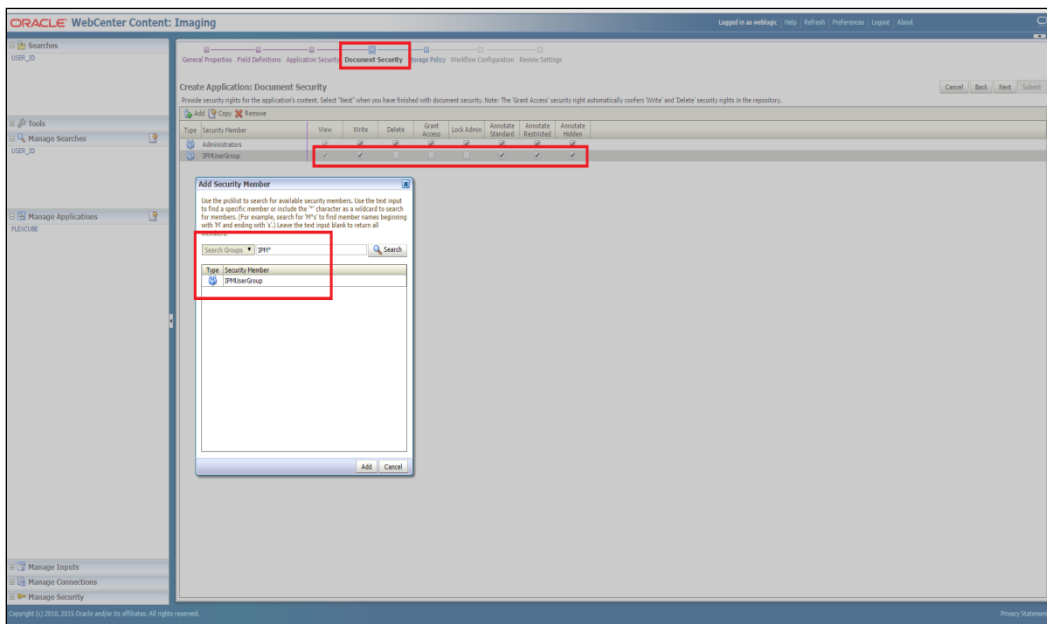 ORACLE® WebCenter Content: Imaging
Logged in as weblogic Help Refresh Preferences Logout About
Searches
USER_ID
General Properties Field Definitions Application Security Document Security Storage Policy Workflow Configuration Review Settings
Create Application: Document Security
Cancel Back Next Submit
Provide security rights for the application's content. Select "Next" when you have finished with document security. Note: The 'Grant Access' security right automatically confers 'Write' and 'Delete' security rights in the repository.
Add Copy Remove
Type Security Member View Write Delete Grant Access Lock Admin Annotate Standard Annotate Restricted Annotate Hidden
Administrators
IPMUserGroup
Tools
Manage Searches
USER_ID
Manage Applications
FLEXCUBE
Add Security Member
Use the picklist to search for available security members. Use the text input
to find a specific member or include the '*' character as a wildcard to search
for members. (For example, search for 'M*s' to find member names beginning
with 'M' and ending with 's'.) Leave the text input blank to return all
members.
Search Groups IPM* Search
Type Security Member
IPMUserGroup
Add Cancel
Manage Inputs
Manage Connections
Manage Security
Copyright (c) 2010, 2015 Oracle and/or its affiliates. All rights reserved.
Privacy Statement